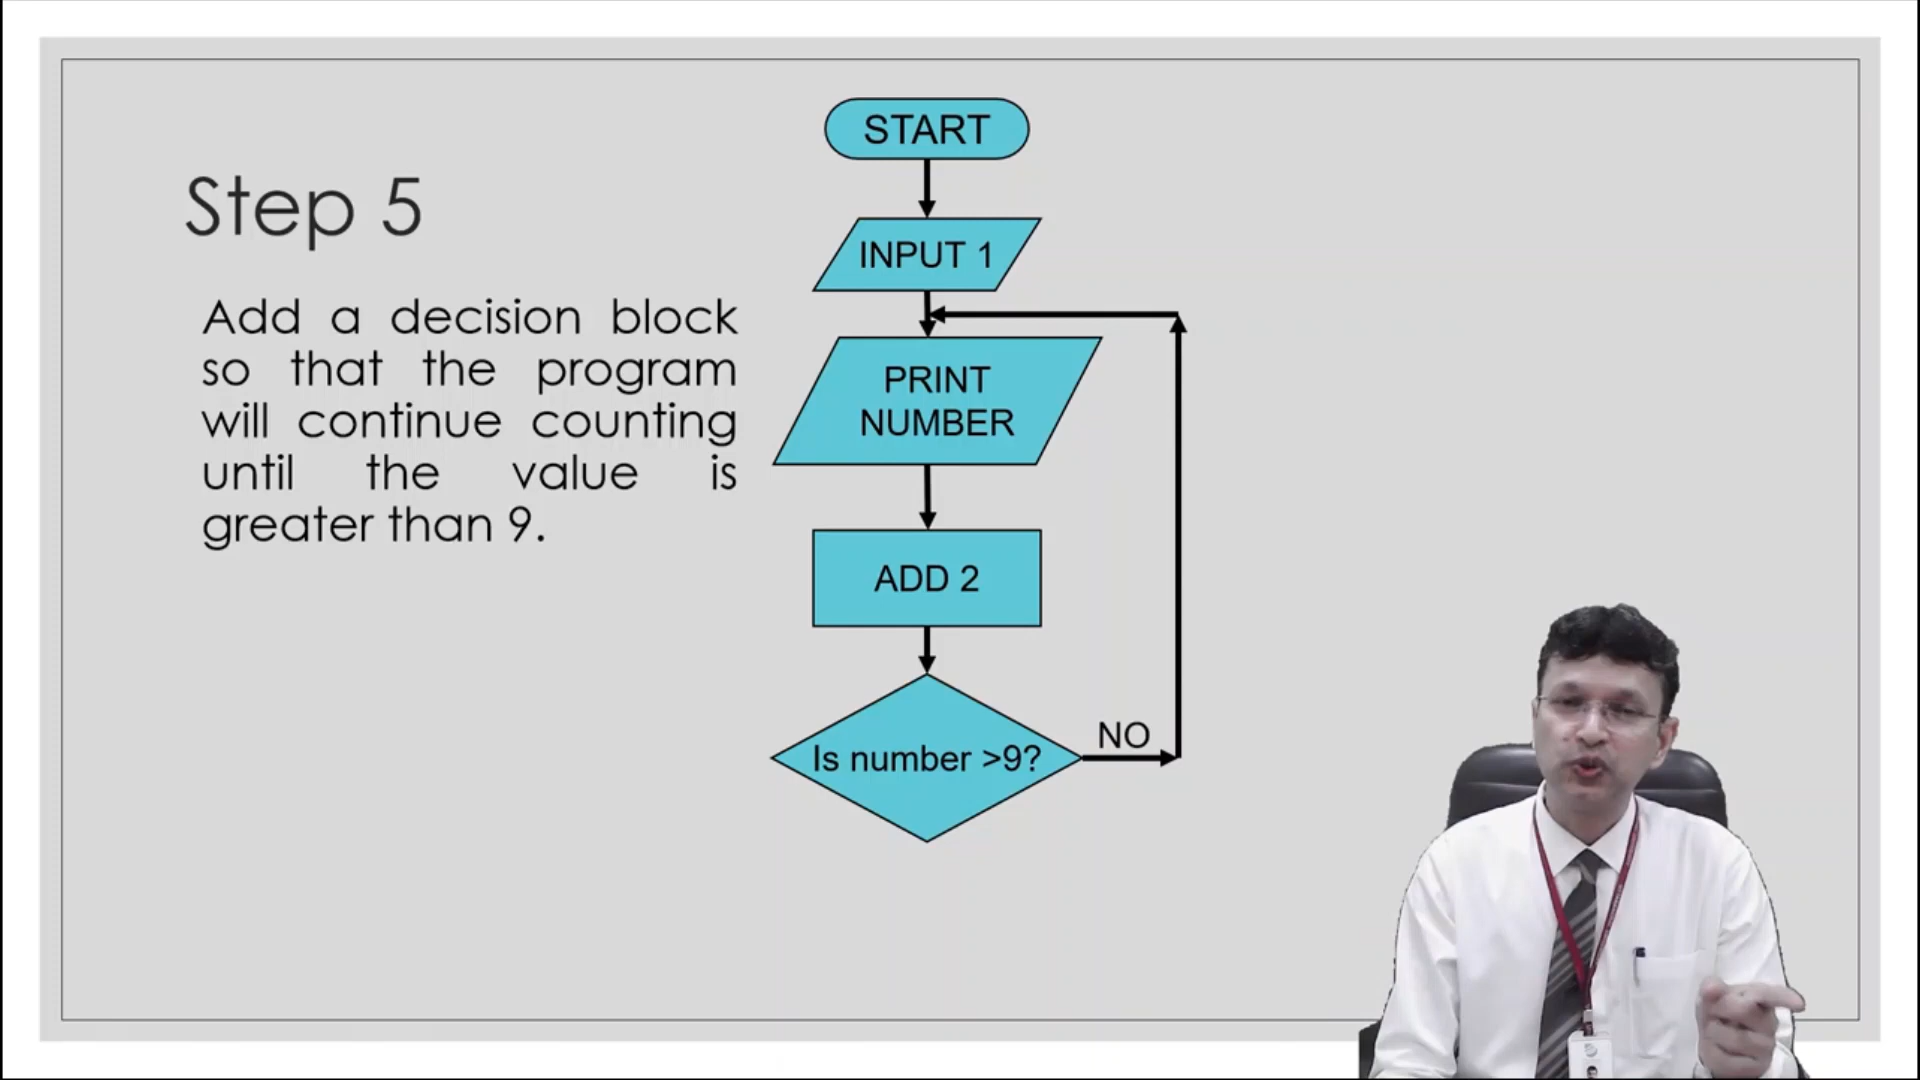 Step 5
Add a decision block
so that the program
will continue counting
until the value is
greater than 9.
START
INPUT 1
PRINT
NUMBER
ADD 2
Is number >9?
NO